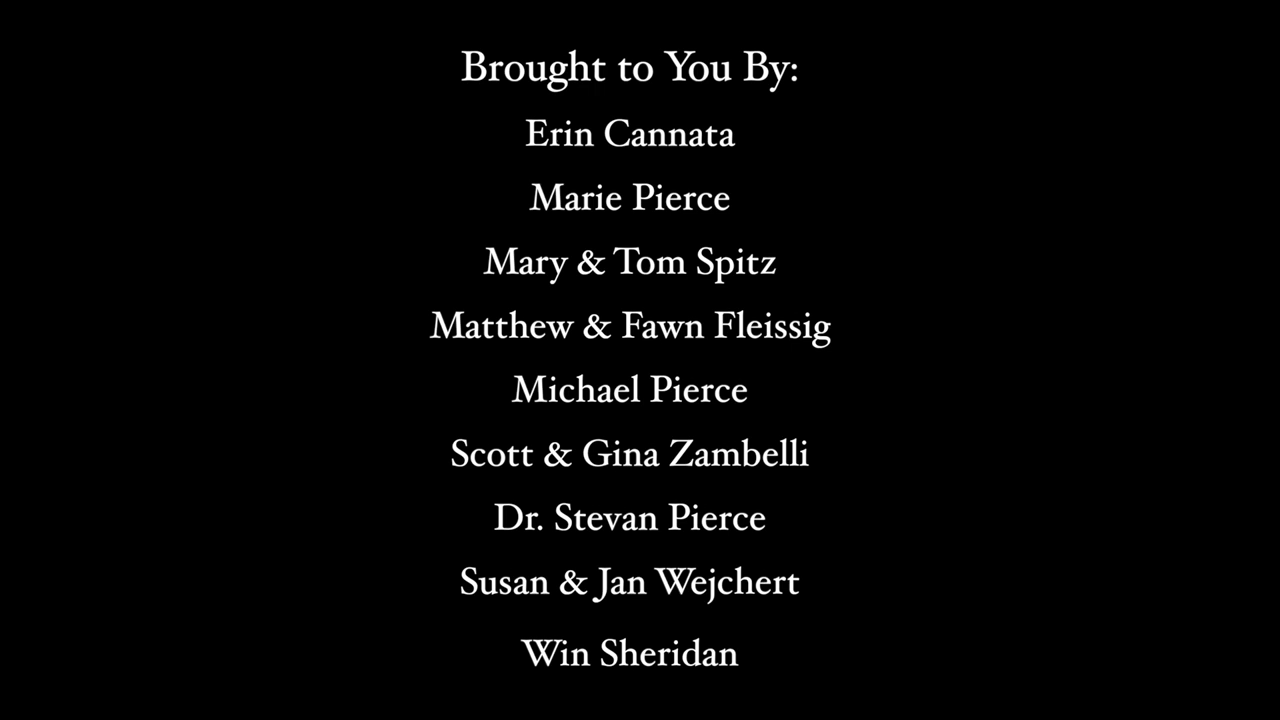 Brought to You By:
Erin Cannata
Marie Pierce
Mary & Tom Spitz
Matthew & Fawn Fleissig
Michael Pierce
Scott & Gina Zambelli
Dr. Stevan Pierce
Susan & Jan Wejchert
Win Sheridan